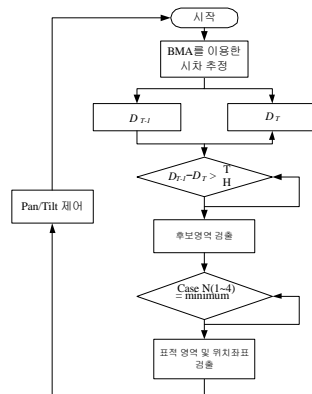 시작
BMA를 이용한
시차 추정
D T-1
D T
D T-1 - D T > T
H
Pan/Tilt 제어
후보영역 검출
Case N(1~4)
= minimum
표적 영역 및 위치좌표
검출